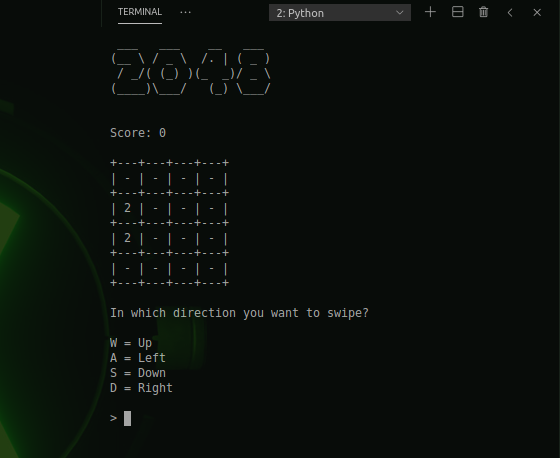 TERMINAL ... 2: Python
 ___   ___    __   ___
(__ \ / _ \  /. | ( _ )
 / _/( (_) )(_  _)/ _ \
(____)\___/   (_) \___/
Score: 0
+---+---+---+---+
| - | - | - | - |
+---+---+---+---+
| 2 | - | - | - |
+---+---+---+---+
| 2 | - | - | - |
+---+---+---+---+
| - | - | - | - |
+---+---+---+---+
In which direction you want to swipe?
W = Up
A = Left
S = Down
D = Right
>